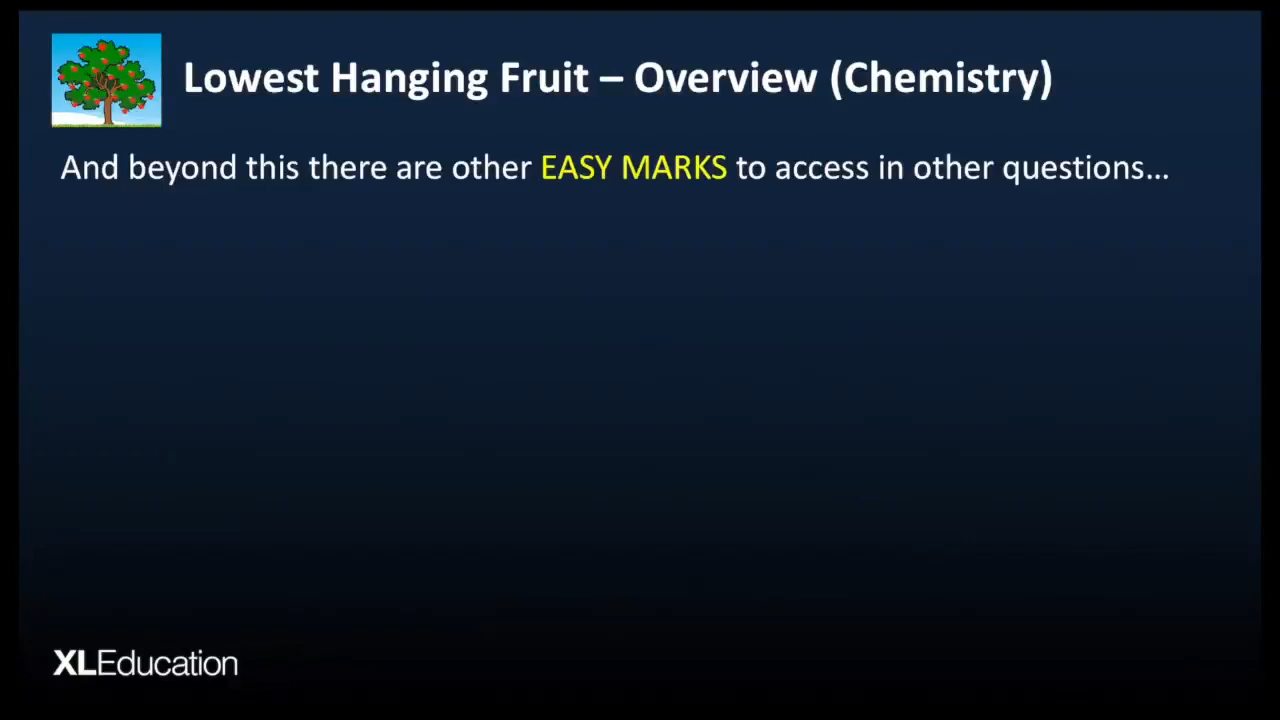 Lowest Hanging Fruit – Overview (Chemistry)
And beyond this there are other EASY MARKS to access in other questions...
XLEducation